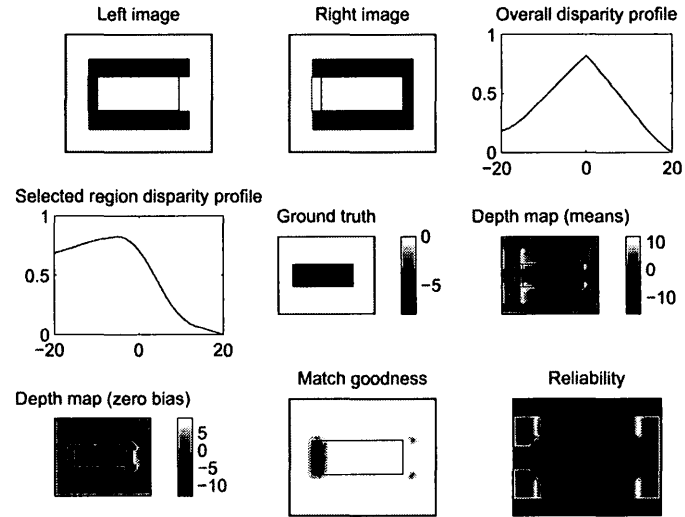 Left image
Right image
Overall disparity profile
1
0.5
0
−20
0
20
Selected region disparity profile
1
0.5
0
−20
0
20
Ground truth
0
−5
Depth map (means)
10
0
−10
Depth map (zero bias)
5
0
−5
−10
Match goodness
Reliability